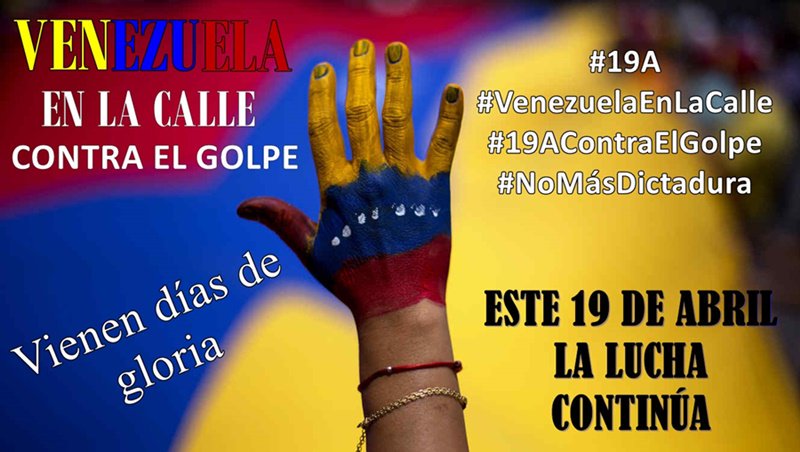 VENEZUELA
EN LA CALLE
CONTRA EL GOLPE
#19A
#VenezuelaEnLaCalle
#19AContraElGolpe
#NoMásDictadura
Vienen días de
gloria
ESTE 19 DE ABRIL
LA LUCHA
CONTINÚA